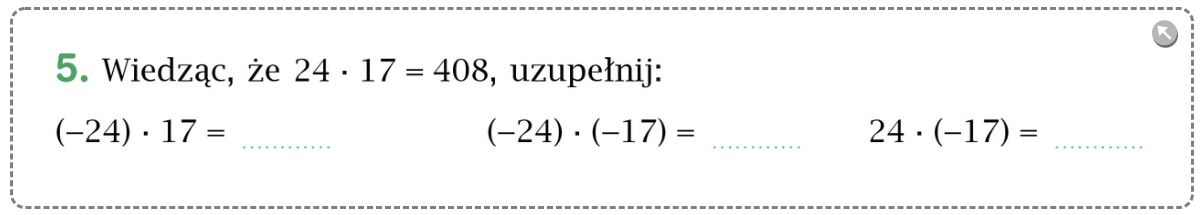 5. Wiedząc, że 24 · 17 = 408, uzupełnij:
(–24) · 17 = ............ (–24) · (–17) = ............ 24 · (–17) = ............